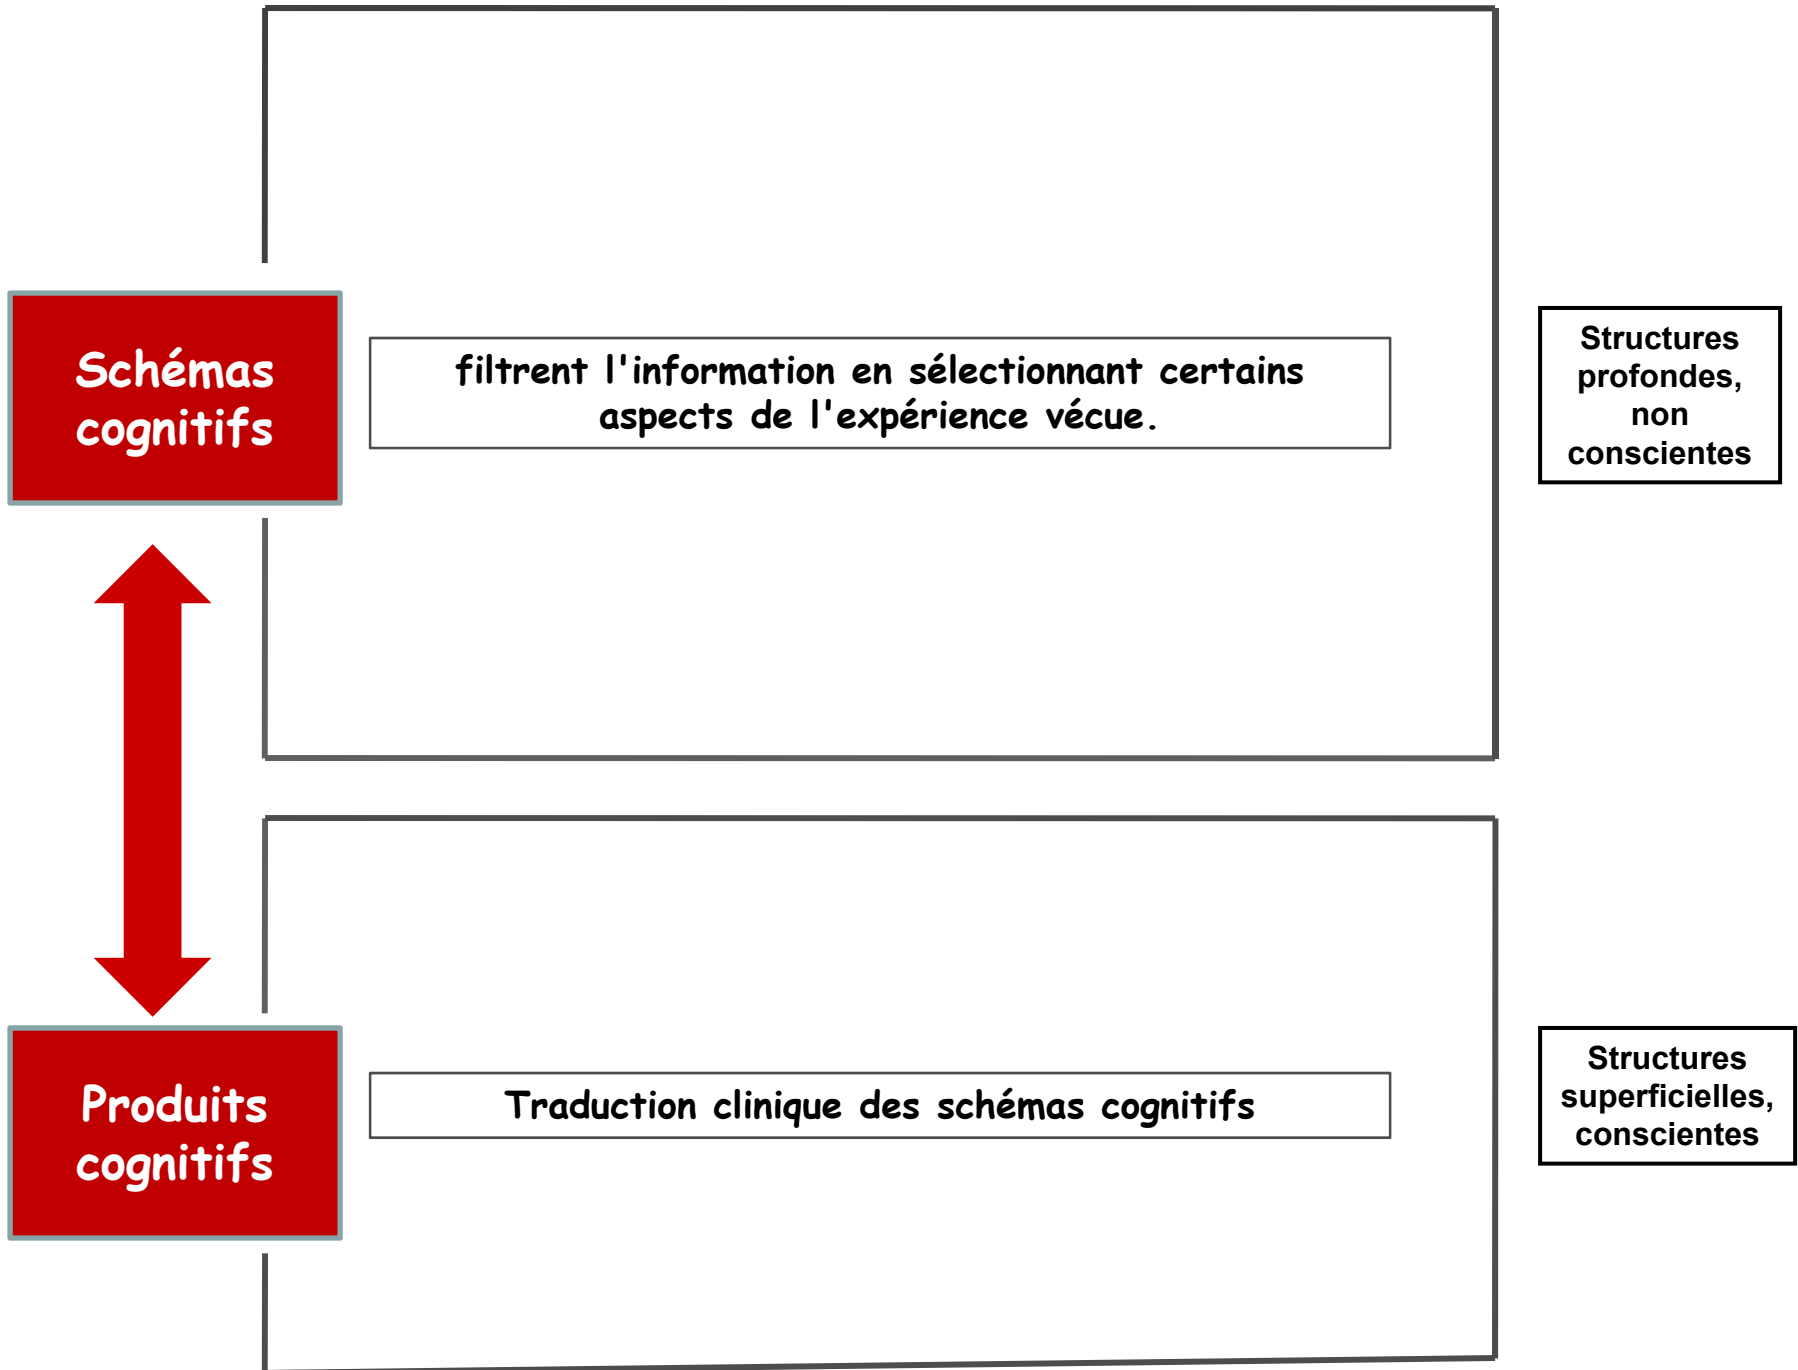 Schémas
cognitifs
filtrent l'information en sélectionnant certains
aspects de l'expérience vécue.
Structures
profondes,
non
conscientes
Produits
cognitifs
Traduction clinique des schémas cognitifs
Structures
superficielles,
conscientes